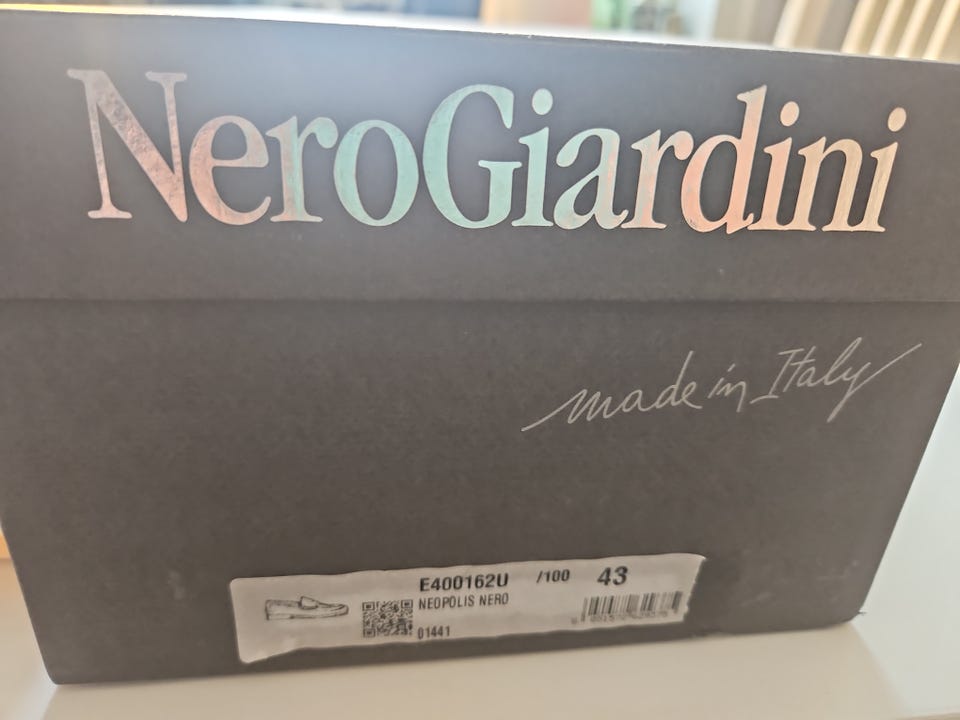 NeroGiardini
made in Italy
E400162U /100 43
NEOPOLIS NERO
01441